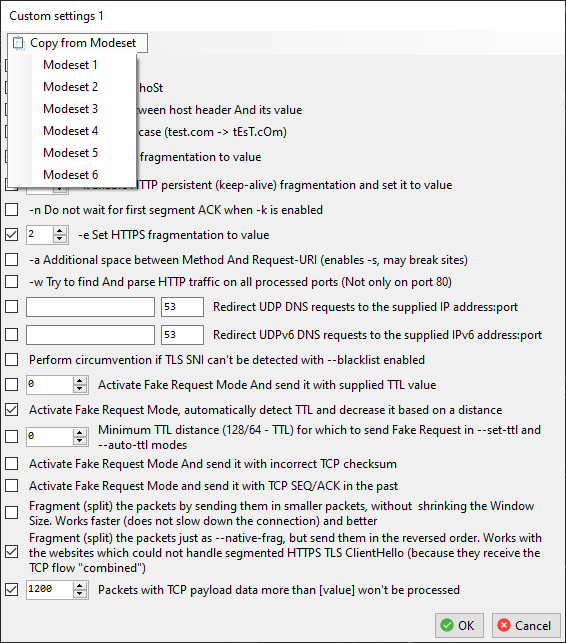 Custom settings 1
Copy from Modeset
Modeset 1
Modeset 2
hoSt
Modeset 3
between host header And its value
Modeset 4
case (test.com -> tEsT.cOm)
Modeset 5
fragmentation to value
Modeset 6
HTTP persistent (keep-alive) fragmentation and set it to value
-n Do not wait for first segment ACK when -k is enabled
2
-e Set HTTPS fragmentation to value
-a Additional space between Method And Request-URI (enables -s, may break sites)
-w Try to find And parse HTTP traffic on all processed ports (Not only on port 80)
53
Redirect UDP DNS requests to the supplied IP address:port
53
Redirect UDPv6 DNS requests to the supplied IPv6 address:port
Perform circumvention if TLS SNI can't be detected with --blacklist enabled
0
Activate Fake Request Mode And send it with supplied TTL value
Activate Fake Request Mode, automatically detect TTL and decrease it based on a distance
0
Minimum TTL distance (128/64 - TTL) for which to send Fake Request in --set-ttl and
--auto-ttl modes
Activate Fake Request Mode And send it with incorrect TCP checksum
Activate Fake Request Mode and send it with TCP SEQ/ACK in the past
Fragment (split) the packets by sending them in smaller packets, without  shrinking the Window
Size. Works faster (does not slow down the connection) and better
Fragment (split) the packets just as --native-frag, but send them in the reversed order. Works with
the websites which could not handle segmented HTTPS TLS ClientHello (because they receive the
TCP flow "combined")
1200
Packets with TCP payload data more than [value] won't be processed
OK
Cancel